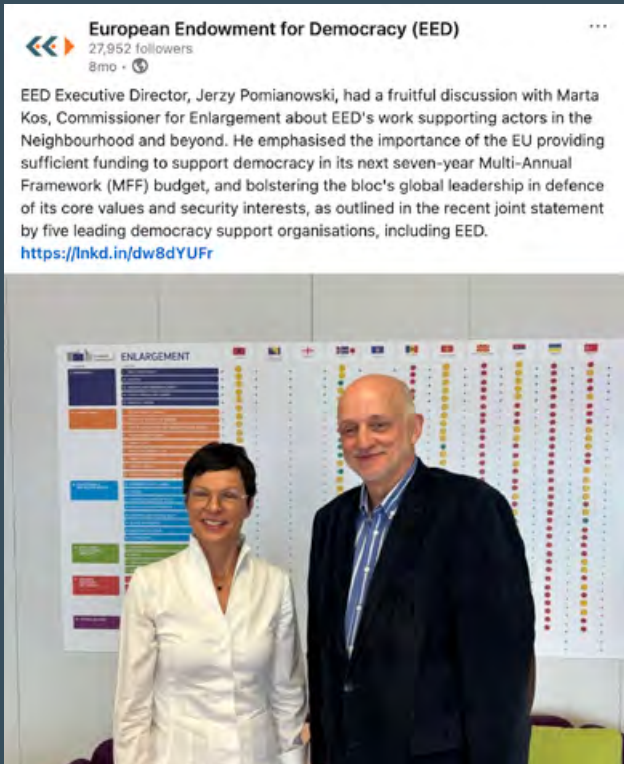 European Endowment for Democracy (EED)
27,952 followers
8mo •
EED Executive Director, Jerzy Pomianowski, had a fruitful discussion with Marta
Kos, Commissioner for Enlargement about EED's work supporting actors in the
Neighbourhood and beyond. He emphasised the importance of the EU providing
sufficient funding to support democracy in its next seven-year Multi-Annual
Framework (MFF) budget, and bolstering the bloc's global leadership in defence
of its core values and security interests, as outlined in the recent joint statement
by five leading democracy support organisations, including EED.
https://lnkd.in/dw8dYUFr
ENLARGEMENT